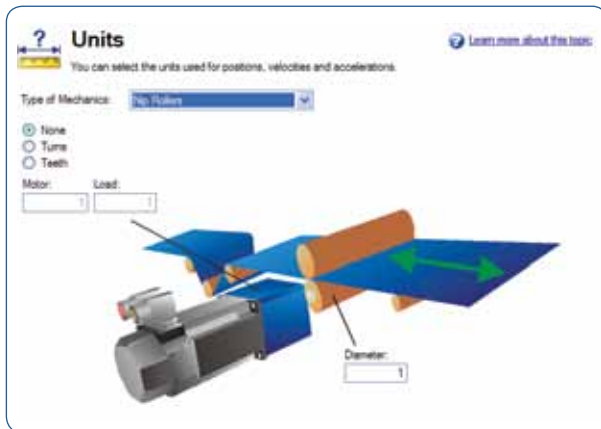 ?
Units
Learn more about this topic
You can select the units used for positions, velocities and accelerations.
Type of Mechanics: Nip Rollers
None
Turns
Teeth
Motor: Load:
1 1
Diameter:
1